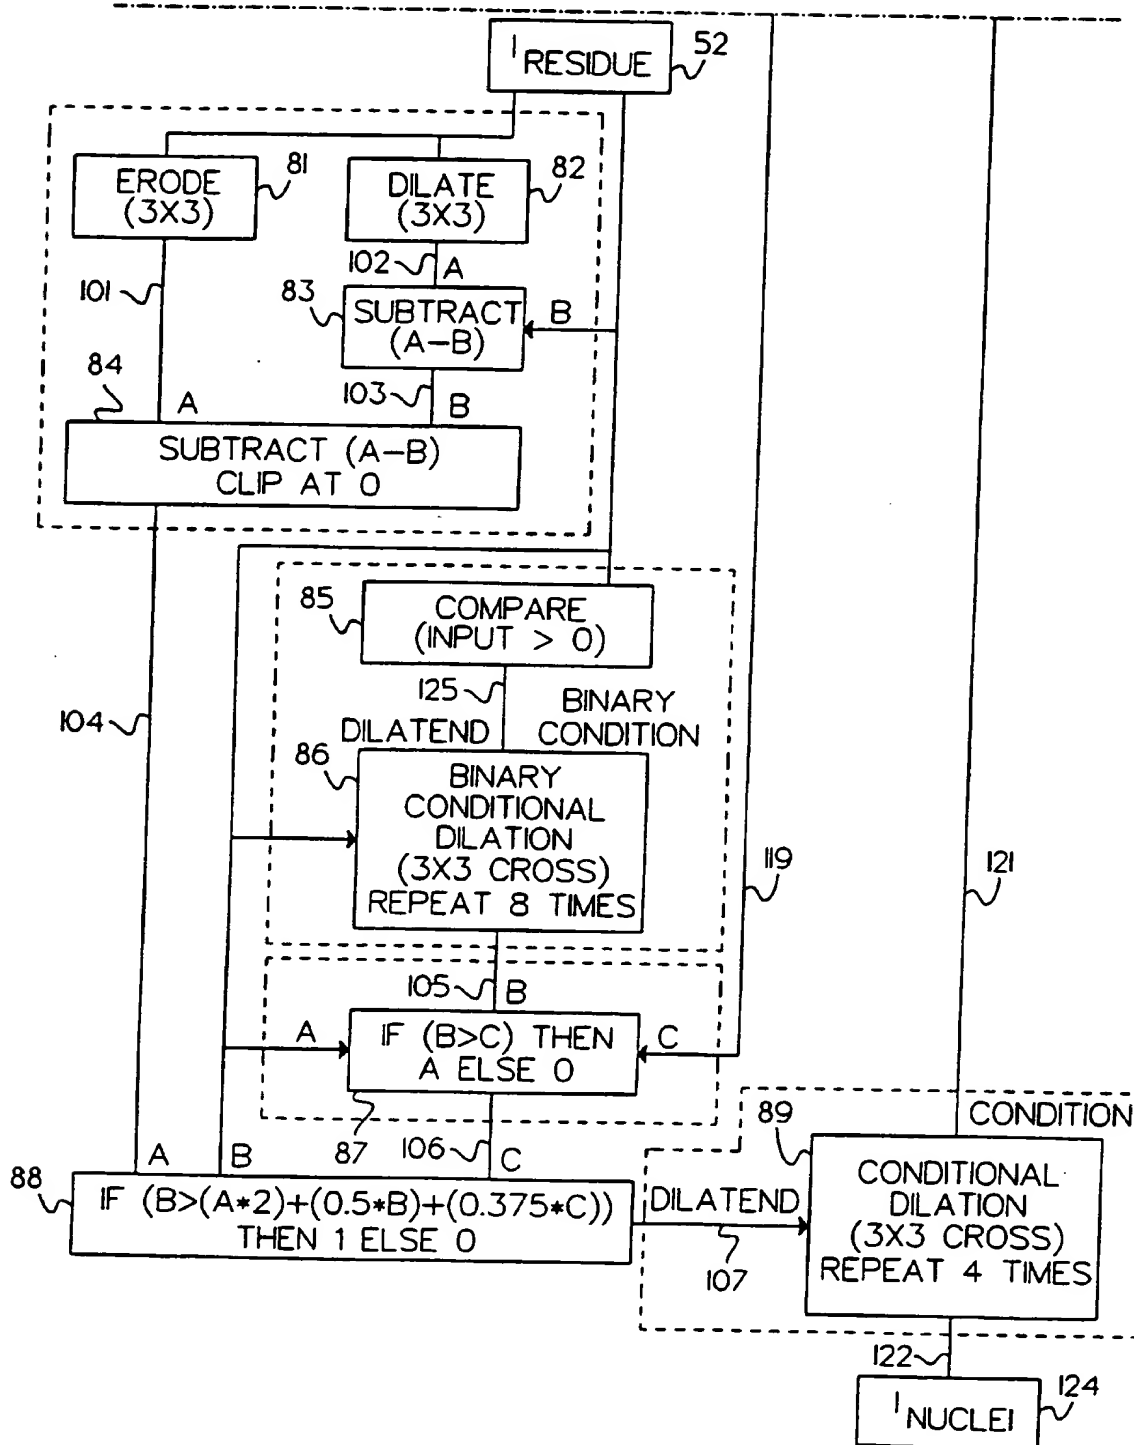 I RESIDUE
52
ERODE
(3X3)
81
DILATE
(3X3)
82
102
A
101
83
SUBTRACT
(A-B)
B
84
A
103
B
SUBTRACT (A-B)
CLIP AT 0
85
COMPARE
(INPUT > 0)
125
BINARY
CONDITION
104
DILATEND
86
BINARY
CONDITIONAL
DILATION
(3X3 CROSS)
REPEAT 8 TIMES
119
121
105
B
A
IF (B>C) THEN
A ELSE 0
C
87
106
C
A
B
88
IF (B>(A*2)+(0.5*B)+(0.375*C))
THEN 1 ELSE 0
DILATEND
107
89
CONDITION
CONDITIONAL
DILATION
(3X3 CROSS)
REPEAT 4 TIMES
122
I NUCLEI
124